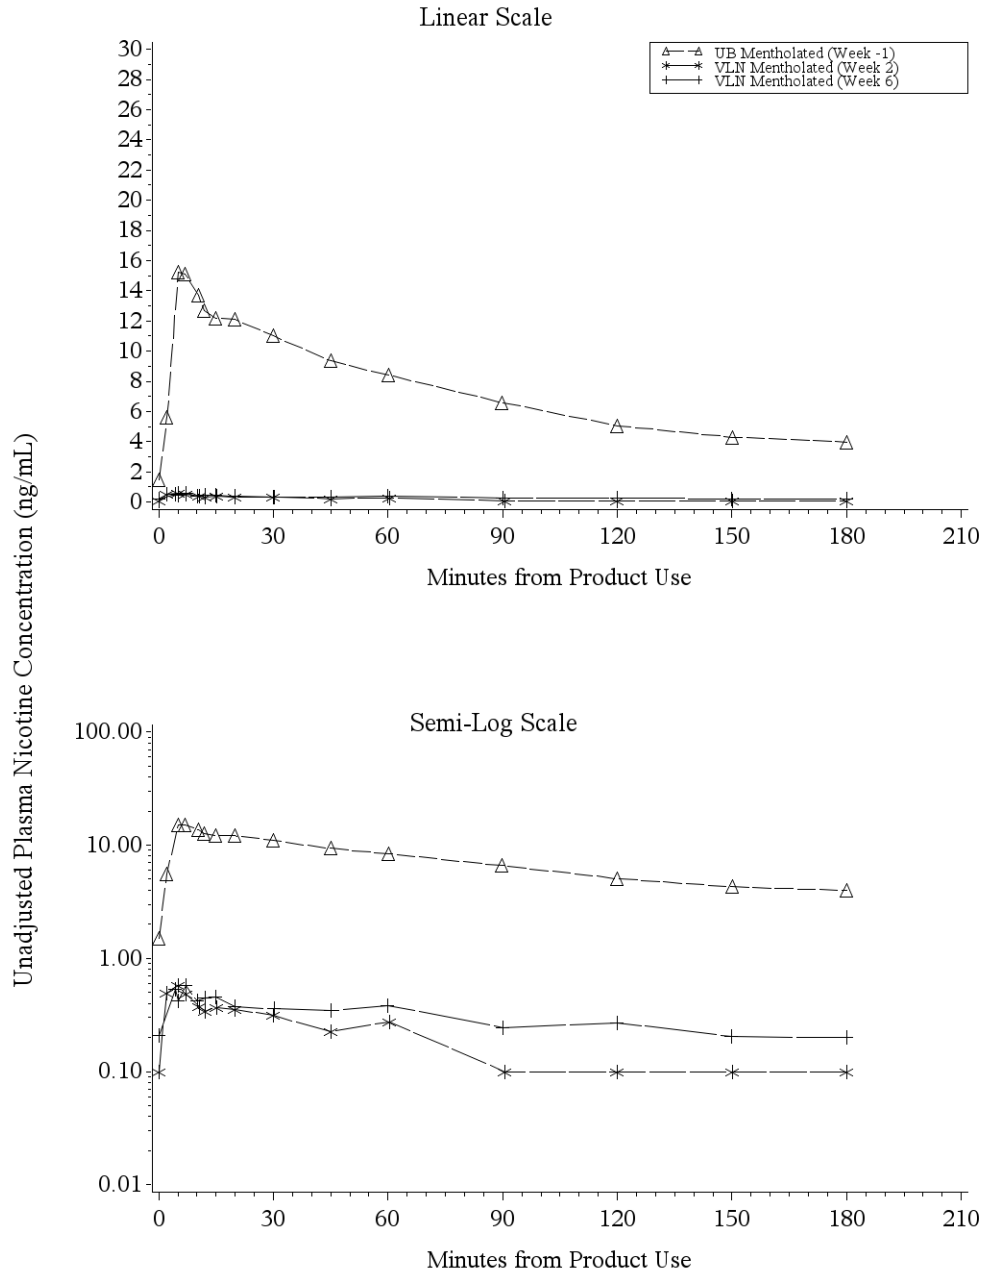 Linear Scale
UB Mentholated (Week -1)
VLN Mentholated (Week 2)
VLN Mentholated (Week 6)
30
28
26
24
22
20
18
16
14
12
10
8
6
4
2
0
0 30 60 90 120 150 180 210
Minutes from Product Use
Unadjusted Plasma Nicotine Concentration (ng/mL)
Semi-Log Scale
100.00
10.00
1.00
0.10
0.01
0 30 60 90 120 150 180 210
Minutes from Product Use